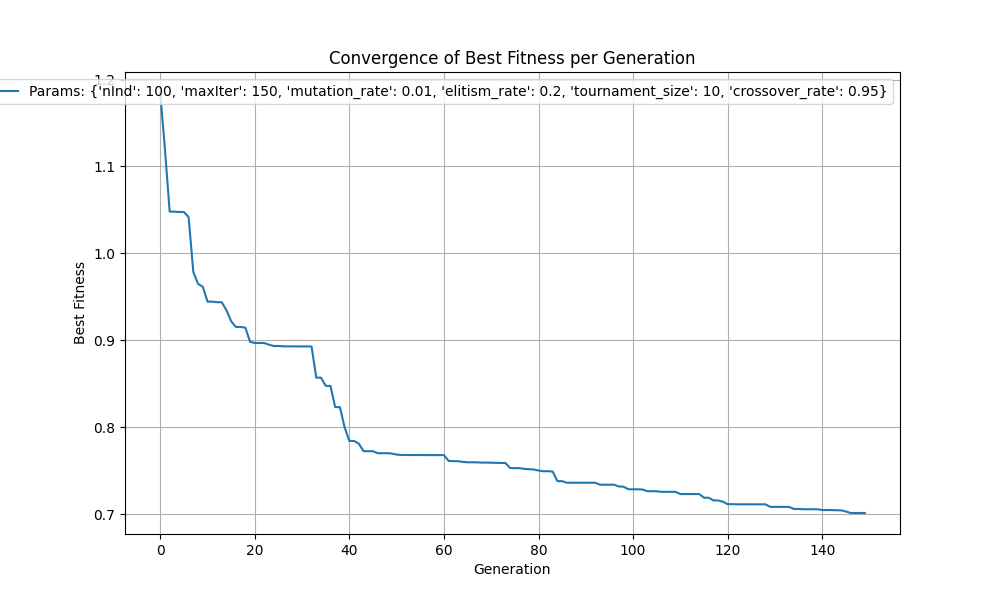 Convergence of Best Fitness per Generation
1.2
Params: {'nInd': 100, 'maxIter': 150, 'mutation_rate': 0.01, 'elitism_rate': 0.2, 'tournament_size': 10, 'crossover_rate': 0.95}
1.1
1.0
0.9
0.8
0.7
Best Fitness
0 20 40 60 80 100 120 140
Generation